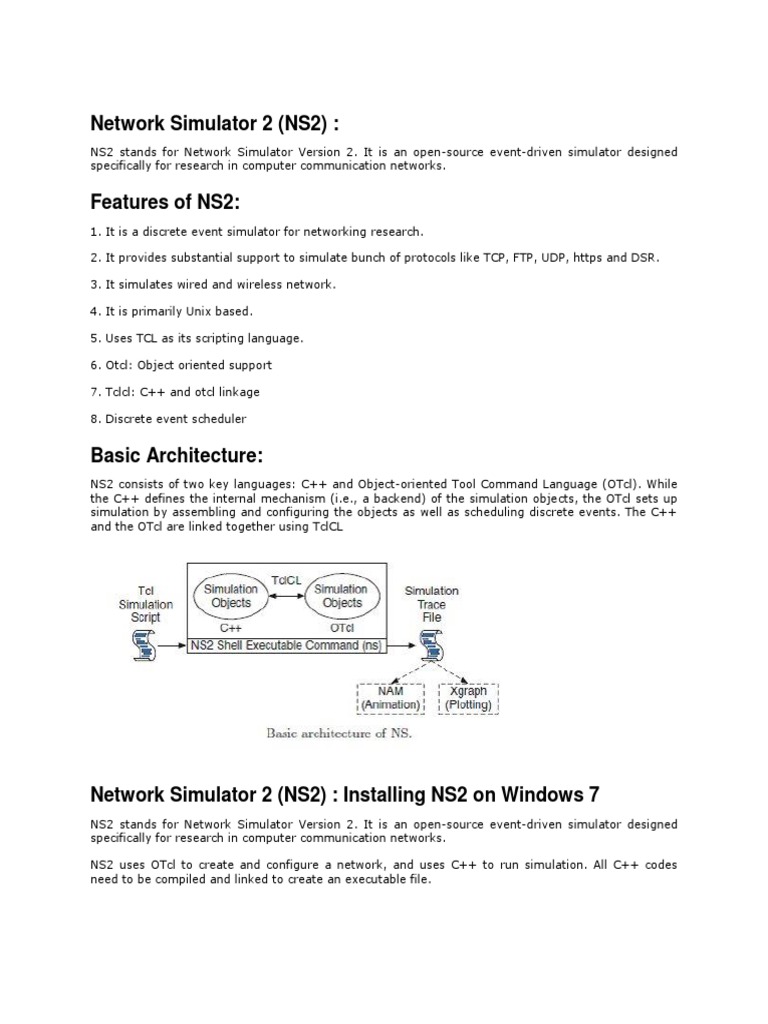 Network Simulator 2 (NS2) :
NS2 stands for Network Simulator Version 2. It is an open-source event-driven simulator designed
specifically for research in computer communication networks.
Features of NS2:
1. It is a discrete event simulator for networking research.
2. It provides substantial support to simulate bunch of protocols like TCP, FTP, UDP, https and DSR.
3. It simulates wired and wireless network.
4. It is primarily Unix based.
5. Uses TCL as its scripting language.
6. Otcl: Object oriented support
7. Tclcl: C++ and otcl linkage
8. Discrete event scheduler
Basic Architecture:
NS2 consists of two key languages: C++ and Object-oriented Tool Command Language (OTcl). While
the C++ defines the internal mechanism (i.e., a backend) of the simulation objects, the OTcl sets up
simulation by assembling and configuring the objects as well as scheduling discrete events. The C++
and the OTcl are linked together using TclCL
Tcl
Simulation
Script
Simulation
Objects
TclCL
Simulation
Objects
C++
OTcl
NS2 Shell Executable Command (ns)
Simulation
Trace
File
NAM
(Animation)
Xgraph
(Plotting)
Basic architecture of NS.
Network Simulator 2 (NS2) : Installing NS2 on Windows 7
NS2 stands for Network Simulator Version 2. It is an open-source event-driven simulator designed
specifically for research in computer communication networks.
NS2 uses OTcl to create and configure a network, and uses C++ to run simulation. All C++ codes
need to be compiled and linked to create an executable file.